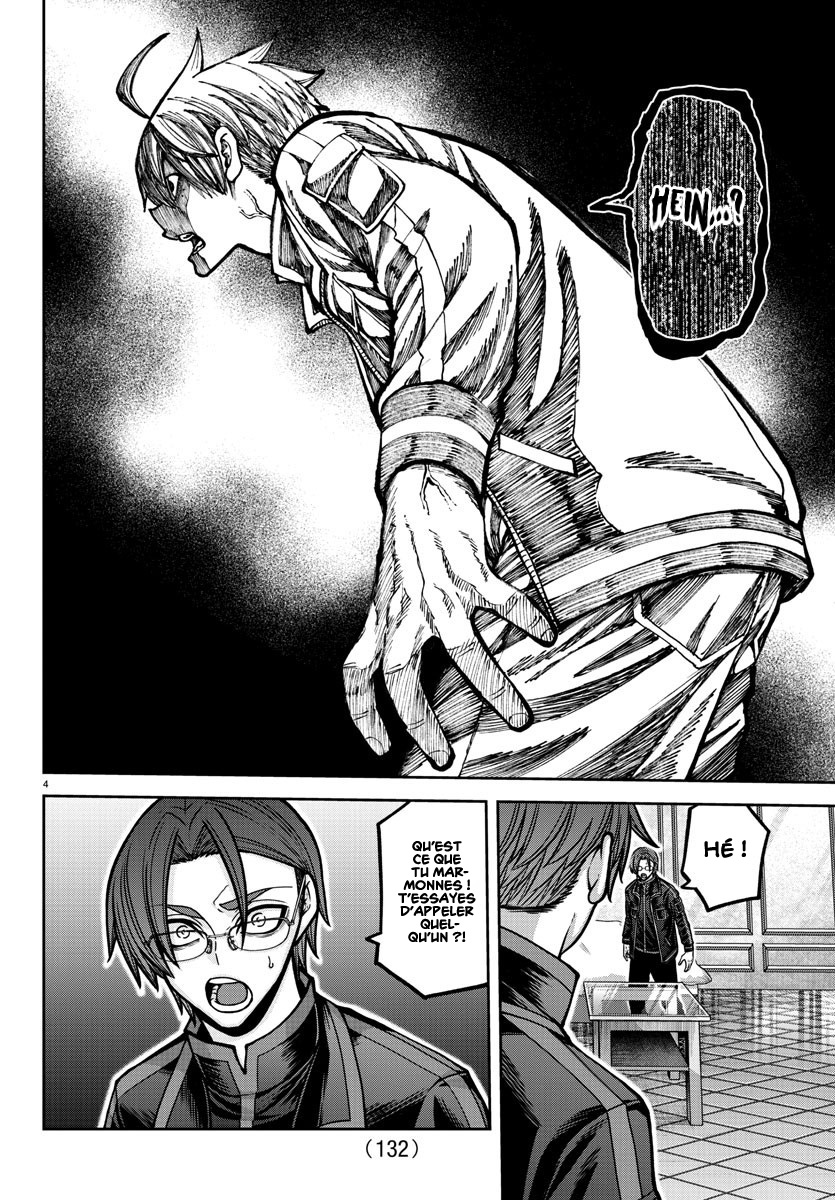 HEIN...?
4
HÉ !
QU'EST
CE QUE
TU MAR-
MONNES !
T'ESSAYES
D'APPELER
QUEL-
QU'UN ?!
(132)